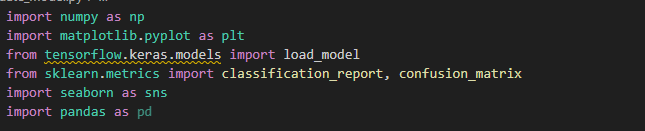 import numpy as np
import matplotlib.pyplot as plt
from tensorflow.keras.models import load_model
from sklearn.metrics import classification_report, confusion_matrix
import seaborn as sns
import pandas as pd